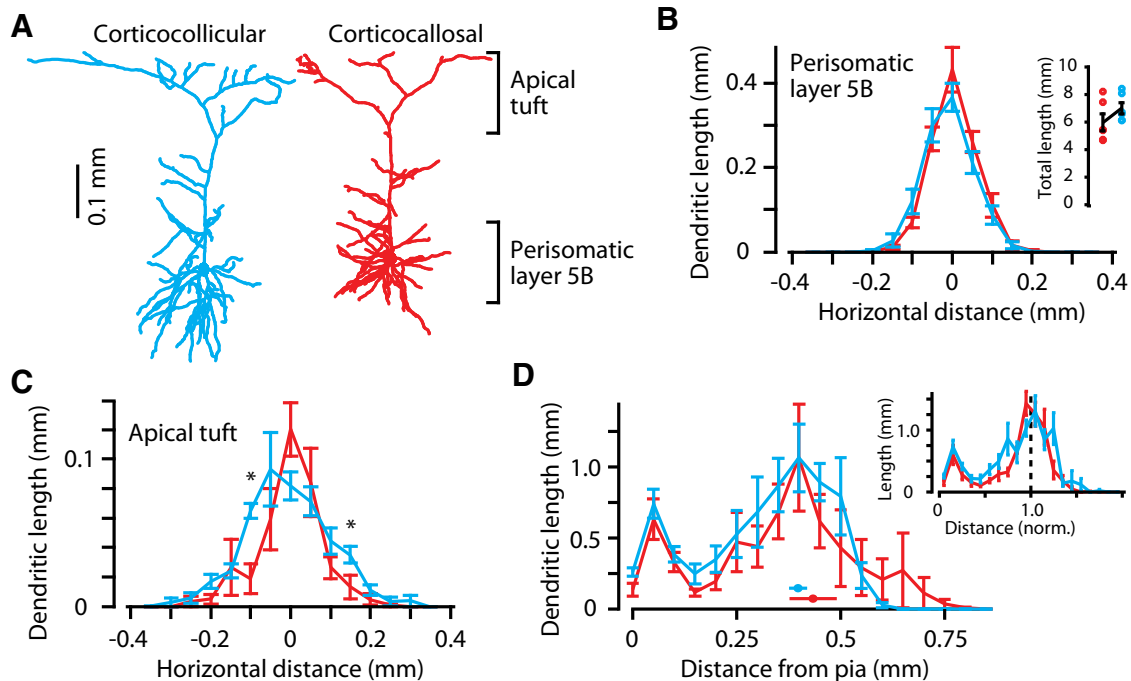 A
Corticocollicular
Corticocallosal
Apical
tuft
0.1 mm
Perisomatic
layer 5B
B
Perisomatic
layer 5B
Dendritic length (mm)
0.4
0.2
0
-0.4 -0.2 0 0.2 0.4
Horizontal distance (mm)
Total length (mm)
10
8
6
4
2
0
C
Apical tuft
Dendritic length (mm)
0.1
0
* *
-0.4 -0.2 0 0.2 0.4
Horizontal distance (mm)
D
Dendritic length (mm)
1.0
0.5
0
0 0.25 0.5 0.75
Distance from pia (mm)
Length (mm)
1.0
0
0 1.0
Distance (norm.)